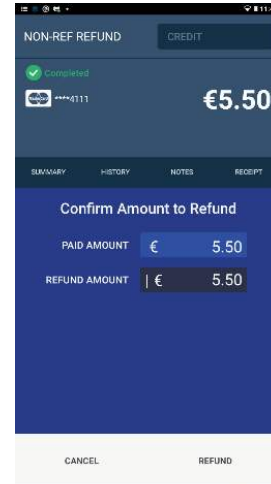 NON-REF REFUND CREDIT
Completed
****4111 €5.50
SUMMARY HISTORY NOTES RECEIPT
Confirm Amount to Refund
PAID AMOUNT € 5.50
REFUND AMOUNT € 5.50
CANCEL REFUND